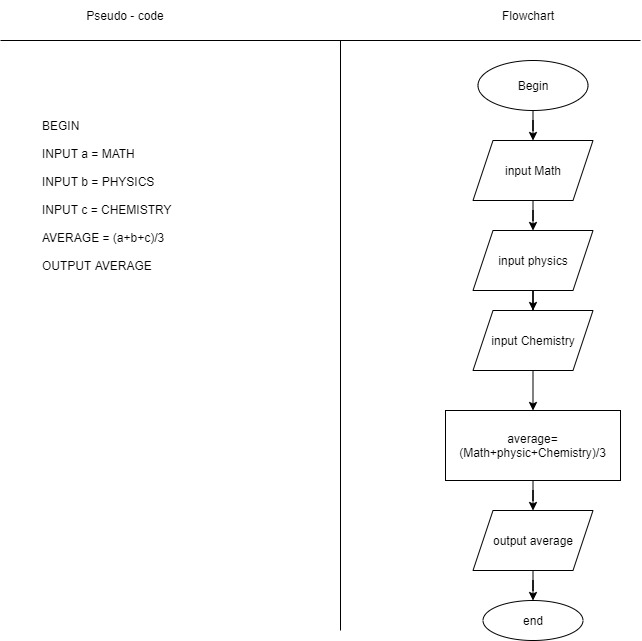 Pseudo - code
Flowchart
BEGIN
INPUT a = MATH
INPUT b = PHYSICS
INPUT c = CHEMISTRY
AVERAGE = (a+b+c)/3
OUTPUT AVERAGE
Begin
input Math
input physics
input Chemistry
average=
(Math+physic+Chemistry)/3
output average
end